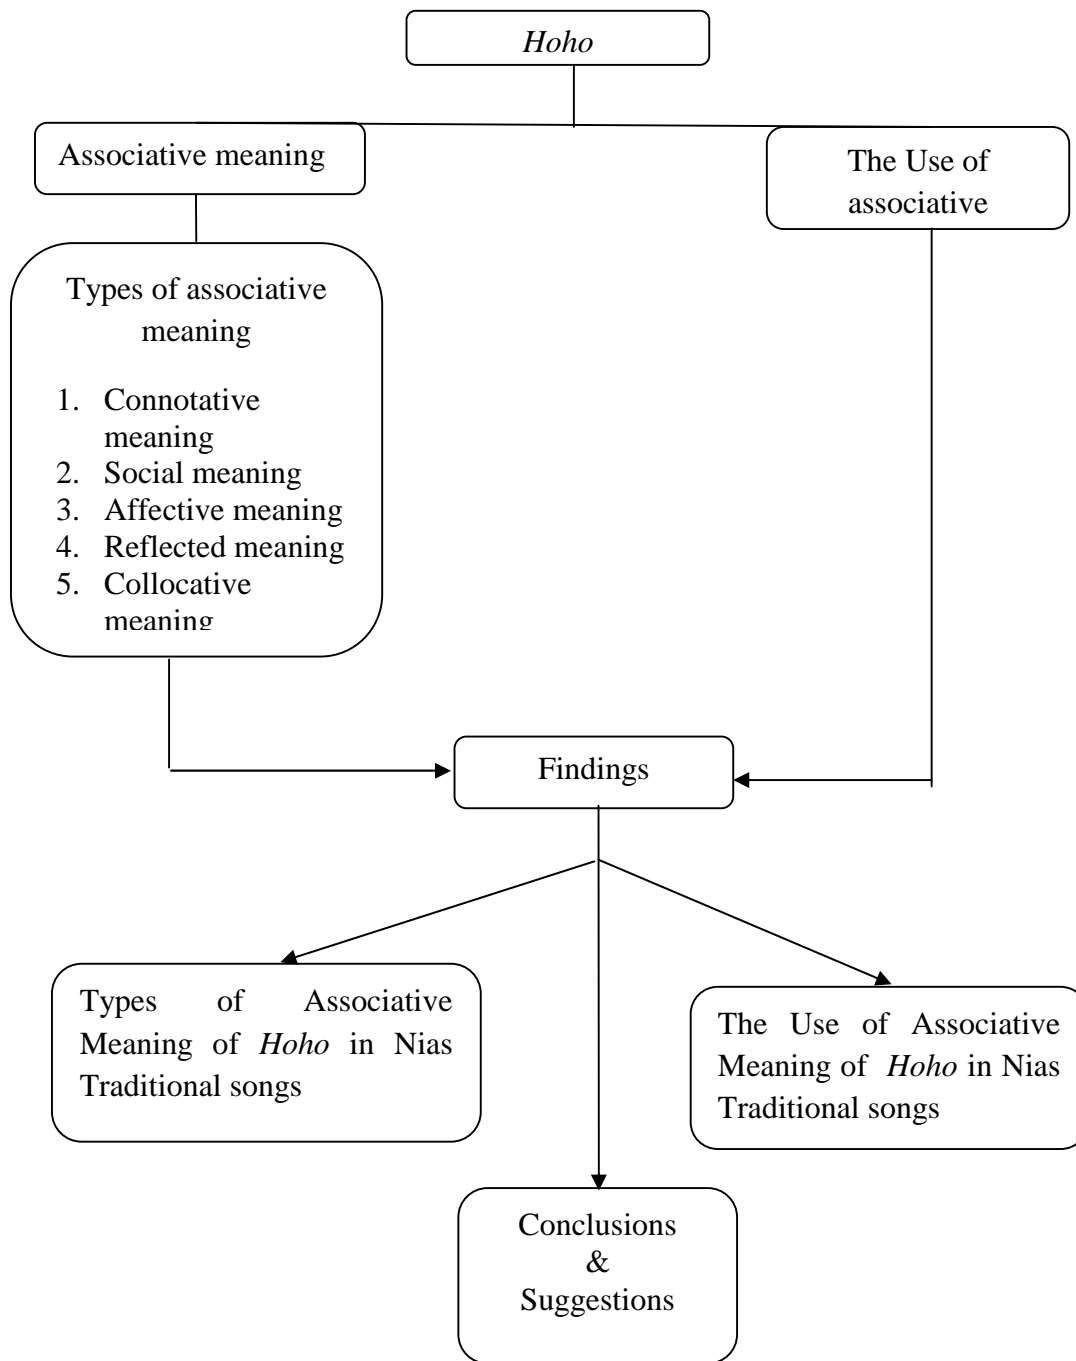 Hoho
Associative meaning
The Use of
associative
Types of associative
meaning
1. Connotative
meaning
2. Social meaning
3. Affective meaning
4. Reflected meaning
5. Collocative
meaning
Findings
Types of Associative
Meaning of Hoho in Nias
Traditional songs
The Use of Associative
Meaning of Hoho in Nias
Traditional songs
Conclusions
&
Suggestions